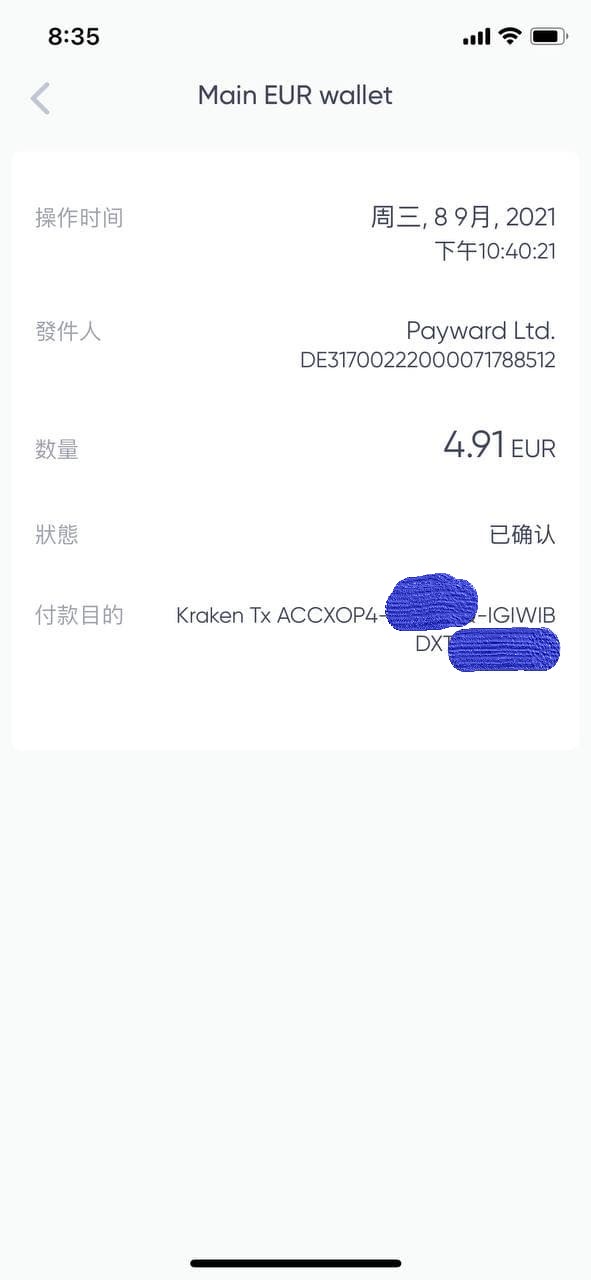 8:35
Main EUR wallet
操作时间
周三, 8 9月, 2021
下午10:40:21
發件人
Payward Ltd.
DE31700222000071788512
数量
4.91 EUR
狀態
已确认
付款目的
Kraken Tx ACCXOP4- -IGIWIB
DXT